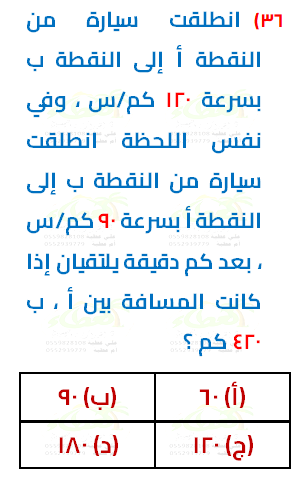 ٣٦) انطلقت سيارة من
النقطة أ إلى النقطة ب
بسرعة ١٢٠ كم/س ، وفي
نفس اللحظة انطلقت
سيارة من النقطة ب إلى
النقطة أ بسرعة ٩٠ كم/س
، بعد كم دقيقة يلتقيان إذا
كانت المسافة بين أ ، ب
٤٢٠ كم ؟
(أ) ٦٠ (ب) ٩٠
(ج) ١٢٠ (د) ١٨٠